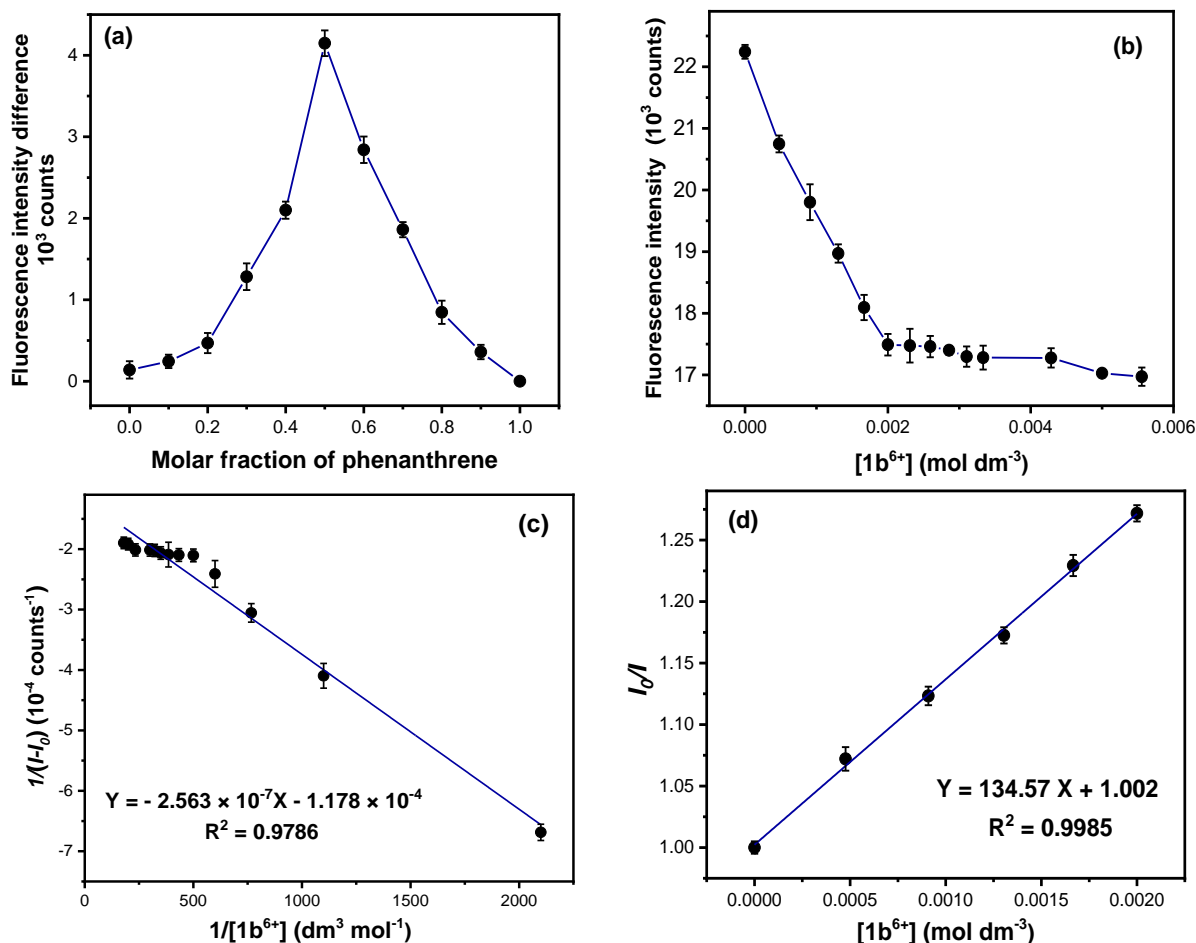 (a)
Fluorescence intensity difference
10³ counts
4
3
2
1
0
0.0 0.2 0.4 0.6 0.8 1.0
Molar fraction of phenanthrene
(b)
Fluorescence intensity (10³ counts)
22
21
20
19
18
17
0.000 0.002 0.004 0.006
[1b⁶⁺] (mol dm⁻³)
(c)
1/(I-I₀) (10⁻⁴ counts⁻¹)
-2
-3
-4
-5
-6
-7
Y = - 2.563 × 10⁻⁷X - 1.178 × 10⁻⁴
R² = 0.9786
0 500 1000 1500 2000
1/[1b⁶⁺] (dm³ mol⁻¹)
(d)
I₀/I
1.25
1.20
1.15
1.10
1.05
1.00
Y = 134.57 X + 1.002
R² = 0.9985
0.0000 0.0005 0.0010 0.0015 0.0020
[1b⁶⁺] (mol dm⁻³)